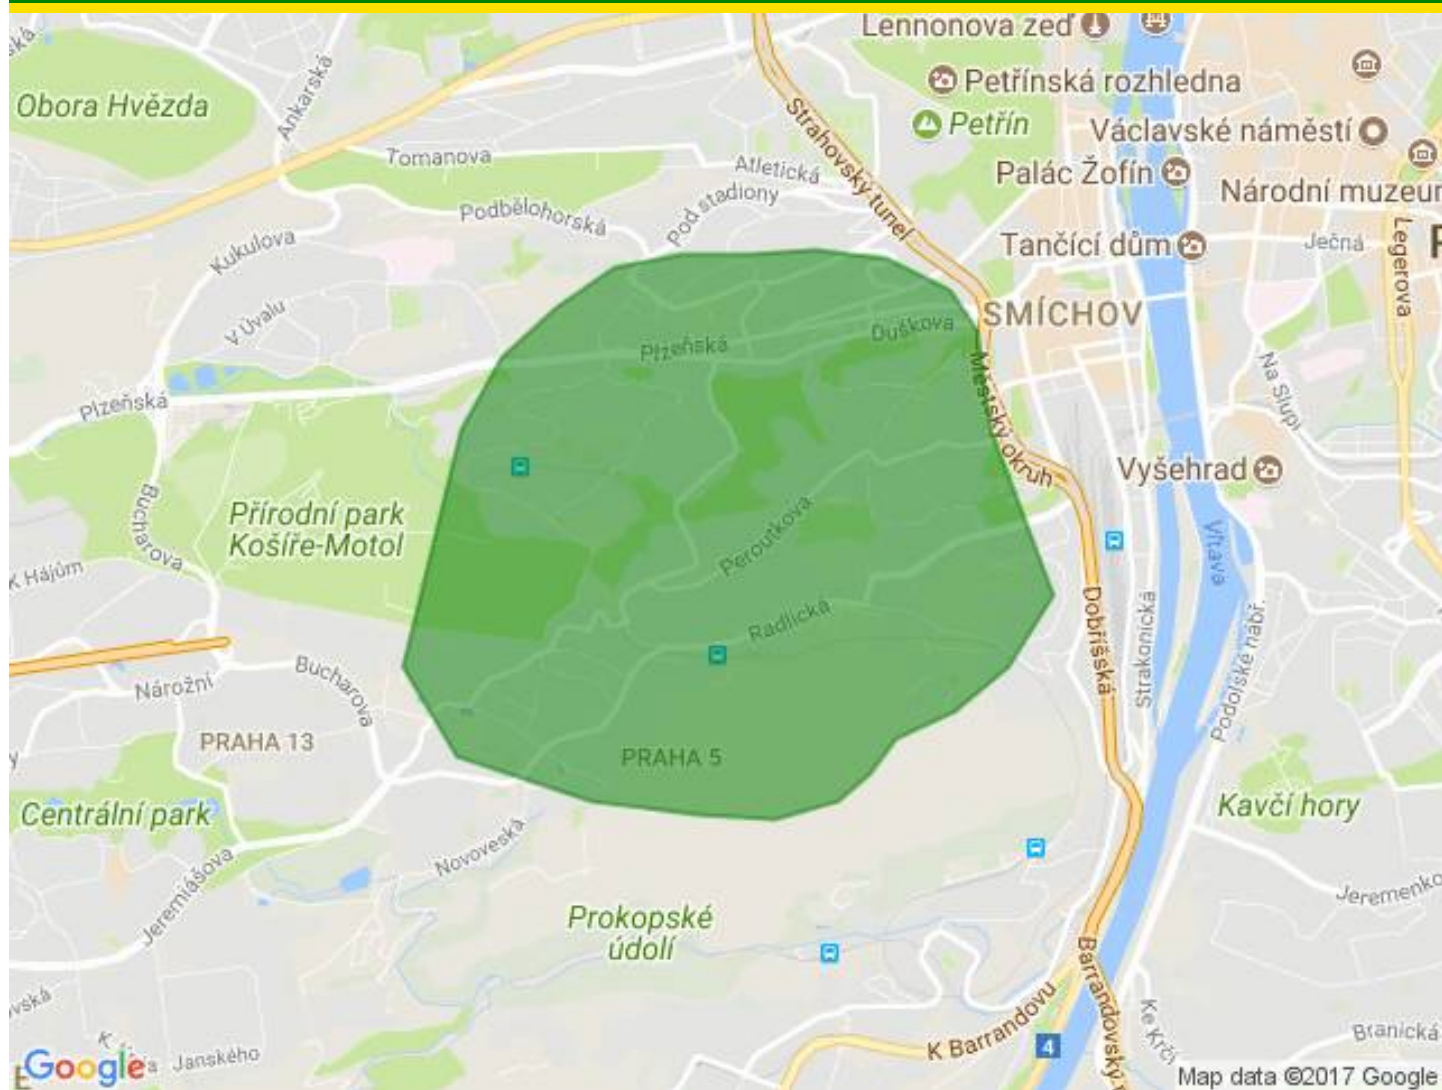 Lennonova zeď
Petřínská rozhledna
Obora Hvězda
Ankarská
Strahovský tunel
Petřín
Václavské náměstí
Tomanova
Atletická
Palác Žofín
Národní muzeum
Podbělohorská
Pod stadiony
Kukulova
Tančící dům
Ječná
Legerova
V Úvalu
SMÍCHOV
Duškova
Plzeňská
Plzeňská
Městský okruh
Na Slupi
Vyšehrad
Bucharova
Přírodní park
Košíře-Motol
Peroutkova
Vltava
K Hájům
Radlická
Dobříšská
Strakonická
Podolské nábř.
Nárožní
Bucharova
PRAHA 13
PRAHA 5
Centrální park
Kavčí hory
Novoveská
Jeremiášova
Jeremenko
Prokopské
údolí
K Barrandovu
Barrandovský
4
Ke Krči
Branická
Janského
Google
Map data ©2017 Google